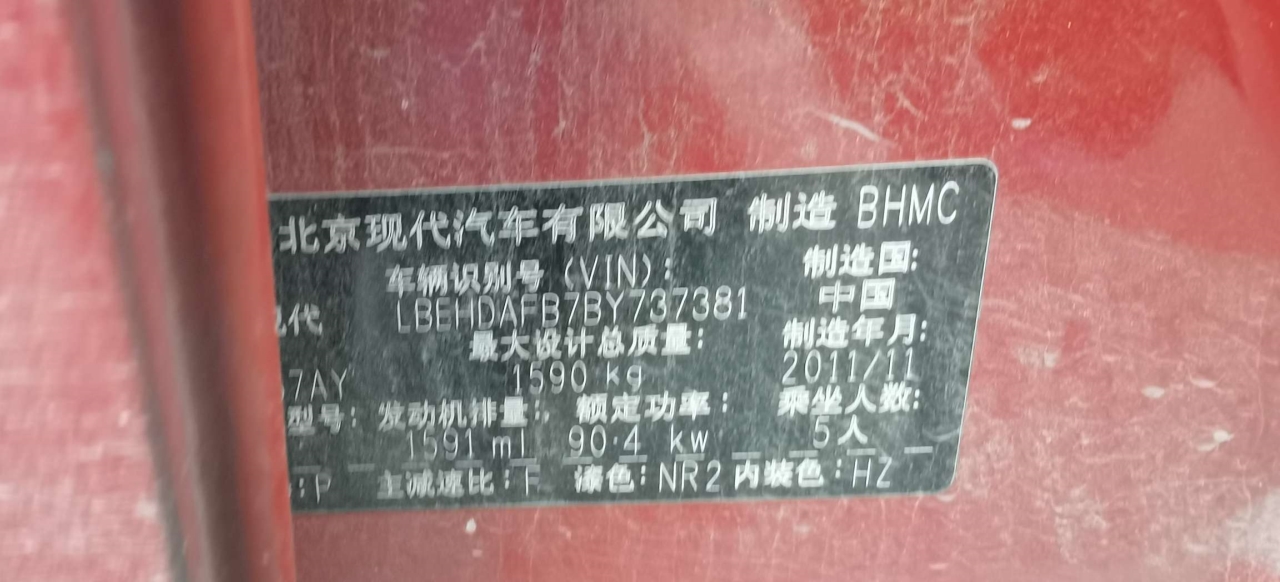 北京现代汽车有限公司 制造 BHMC
车辆识别号 (VIN): 制造国:
代 LBEHDAFB7BY737381 中国
最大设计总质量: 制造年月:
7AY 1590 kg 2011/11
型号: 发动机排量: 额定功率: 乘坐人数:
1591 ml 90.4 kw 5人
:P 主减速比: 漆色:NR2 内装色:HZ